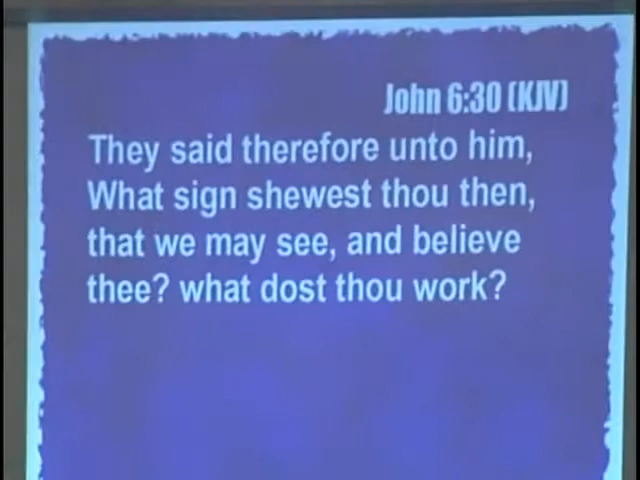 John 6:30 (KJV)
They said therefore unto him,
What sign shewest thou then,
that we may see, and believe
thee? what dost thou work?